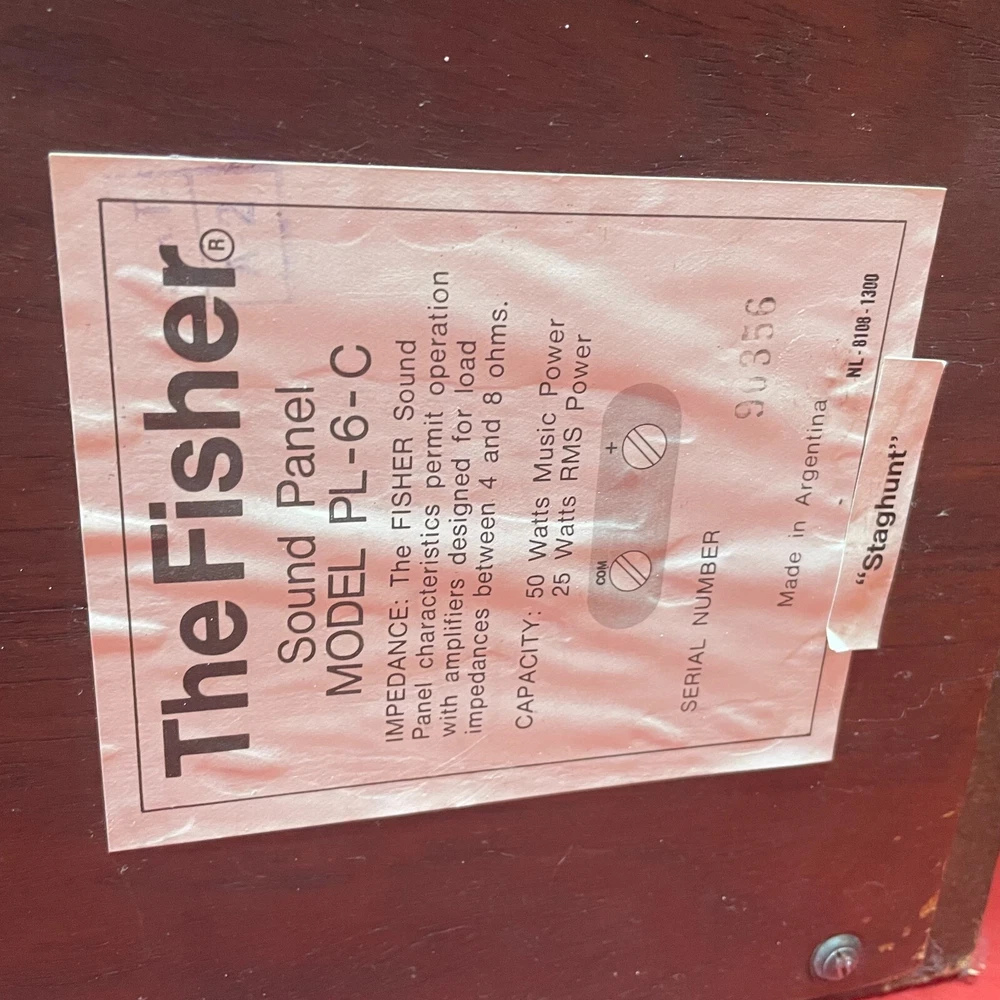 The Fisher®
Sound Panel
MODEL PL-6-C
IMPEDANCE: The FISHER Sound
Panel characteristics permit operation
with amplifiers designed for load
impedances between 4 and 8 ohms.
CAPACITY: 50 Watts Music Power
25 Watts RMS Power
COM +
SERIAL NUMBER 90356
Made in Argentina
NL-8108-1300
“Staghunt”